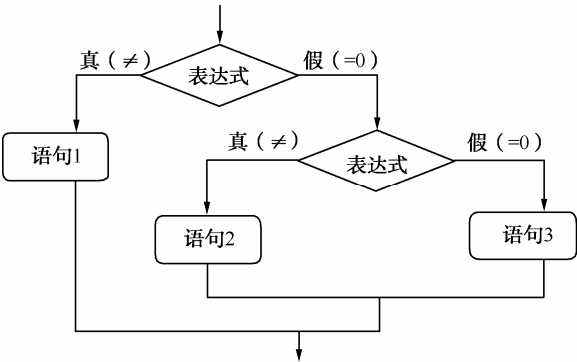 真（≠）
表达式
假（=0）
真（≠）
表达式
假（=0）
语句1
语句2
语句3